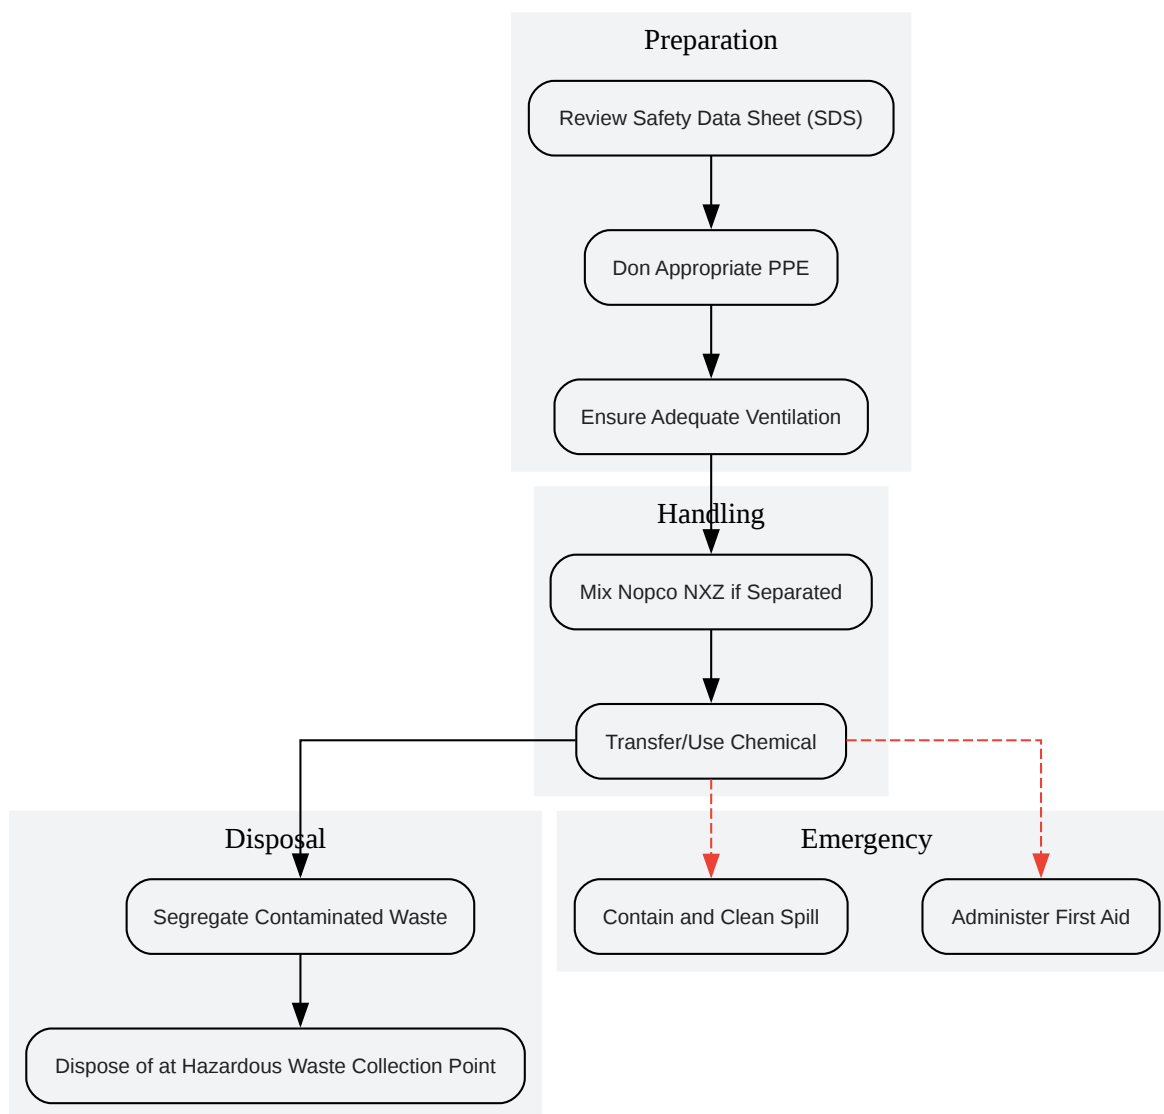 Preparation
Review Safety Data Sheet (SDS)
Don Appropriate PPE
Ensure Adequate Ventilation
Handling
Mix Nopco NXZ if Separated
Transfer/Use Chemical
Disposal
Segregate Contaminated Waste
Dispose of at Hazardous Waste Collection Point
Emergency
Contain and Clean Spill
Administer First Aid